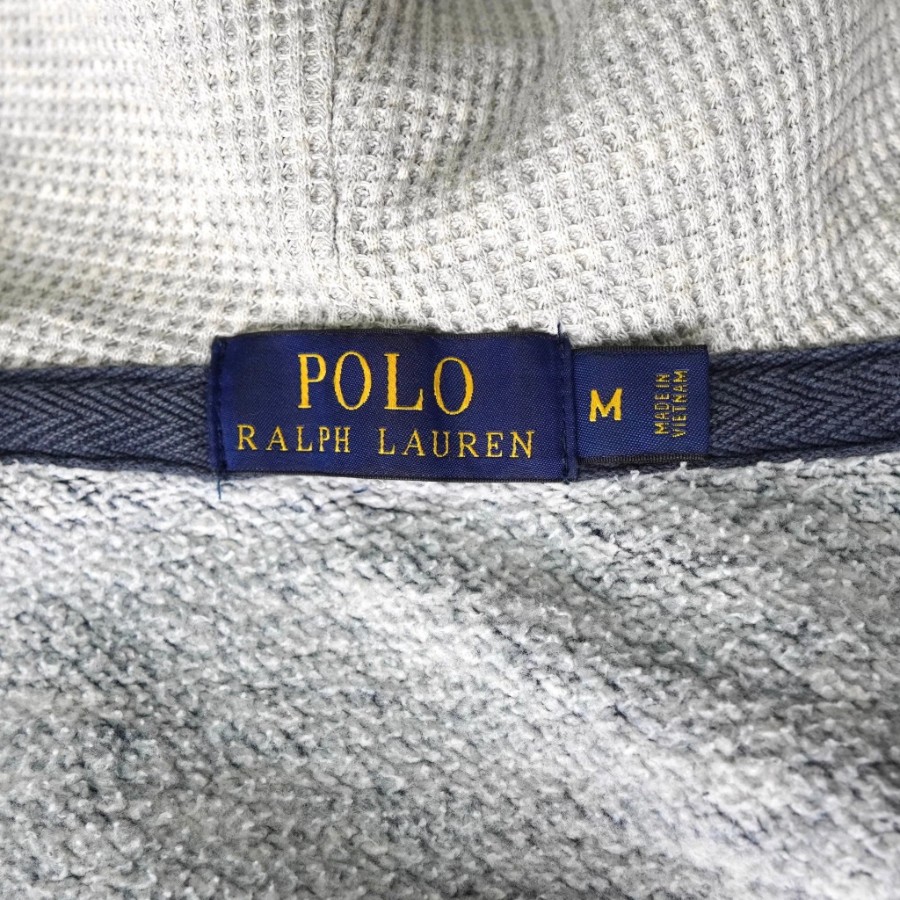 POLO
RALPH LAUREN
M
MADE IN
VIETNAM